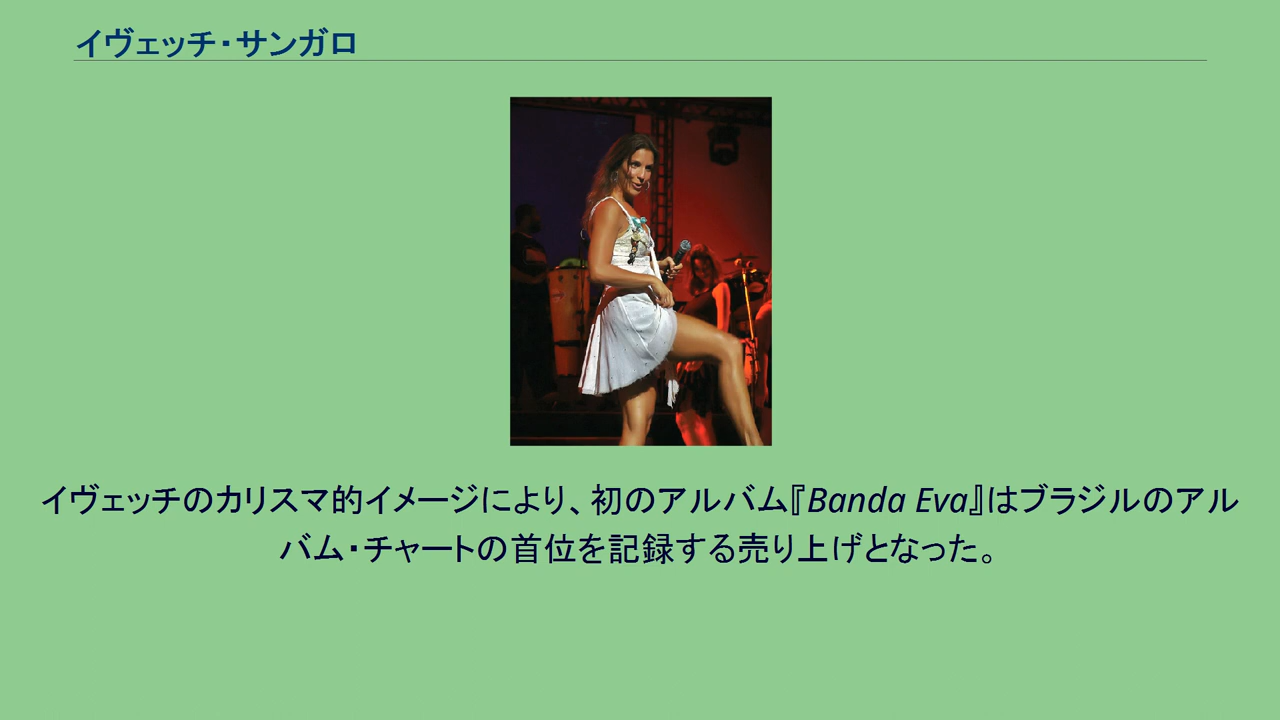 イヴェッチ・サンガロ
イヴェッチのカリスマ的イメージにより、初のアルバム『Banda Eva』はブラジルのアル
バム・チャートの首位を記録する売り上げとなった。